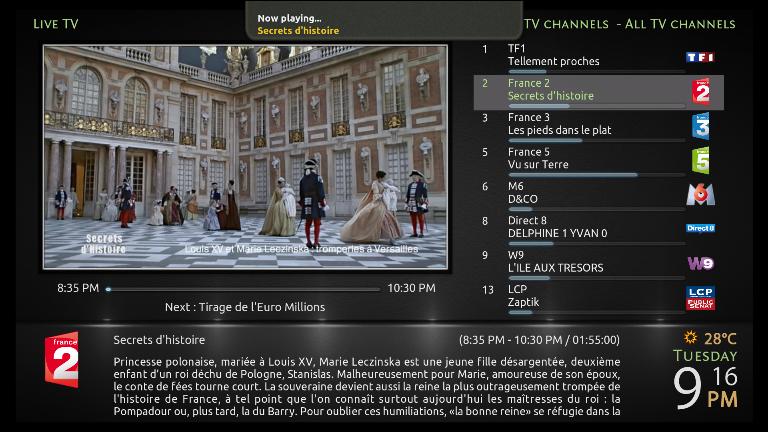 Live TV
Now playing...
Secrets d'histoire
TV channels - All TV channels
1 TF1
Tellement proches
TF1
2 France 2
Secrets d'histoire
2
3 France 3
Les pieds dans le plat
3
5 France 5
Vu sur Terre
5
6 M6
D&CO
M6
8 Direct 8
DELPHINE 1 YVAN 0
Direct 8
9 W9
L'ILE AUX TRESORS
W9
13 LCP
Zaptik
LCP
PUBLIC SENAT
Secrets
d'Histoire
Louis XV et Marie Leczinska : tromperies à Versailles
8:35 PM 10:30 PM
Next : Tirage de l'Euro Millions
france
2
Secrets d'histoire (8:35 PM - 10:30 PM / 01:55:00)
Princesse polonaise, mariée à Louis XV, Marie Leczinska est une jeune fille désargentée, deuxième
enfant d'un roi déchu de Pologne, Stanislas. Malheureusement pour Marie, amoureuse de son époux,
le conte de fées tourne court. La souveraine devient aussi la reine la plus outrageusement trompée de
l'histoire de France, à tel point que l'on connaît surtout aujourd'hui les maîtresses du roi : la
Pompadour ou, plus tard, la du Barry. Pour oublier ces humiliations, «la bonne reine» se réfugie dans la
28°C
Tuesday
9 16
PM